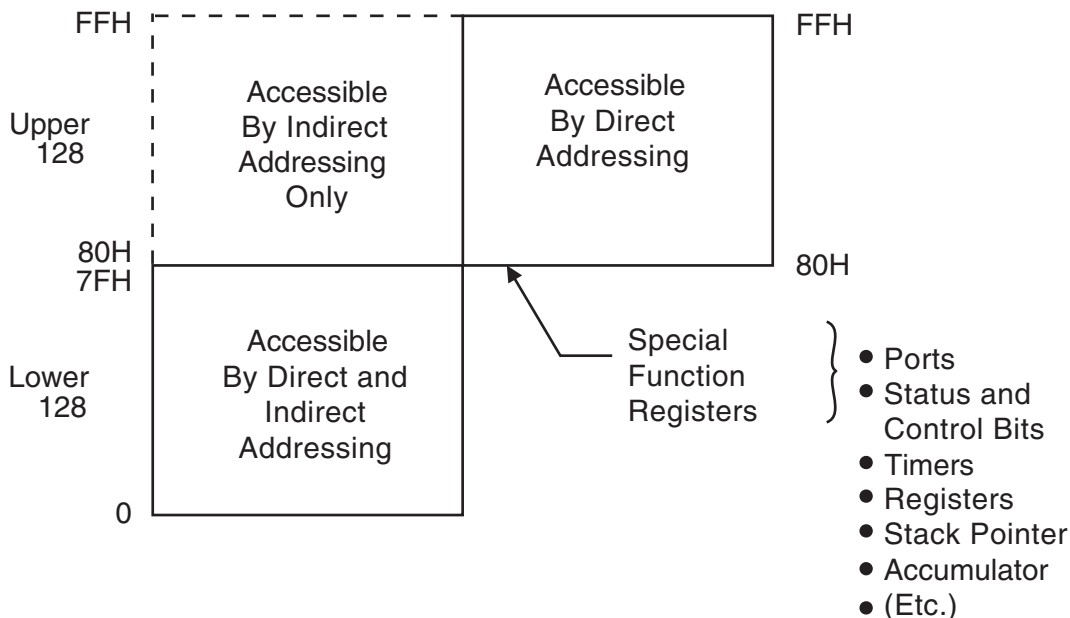 FFH
FFH
Upper
128
Accessible
By Indirect
Addressing
Only
Accessible
By Direct
Addressing
80H
7FH
80H
Lower
128
Accessible
By Direct and
Indirect
Addressing
0
Special
Function
Registers
● Ports
● Status and
Control Bits
● Timers
● Registers
● Stack Pointer
● Accumulator
● (Etc.)